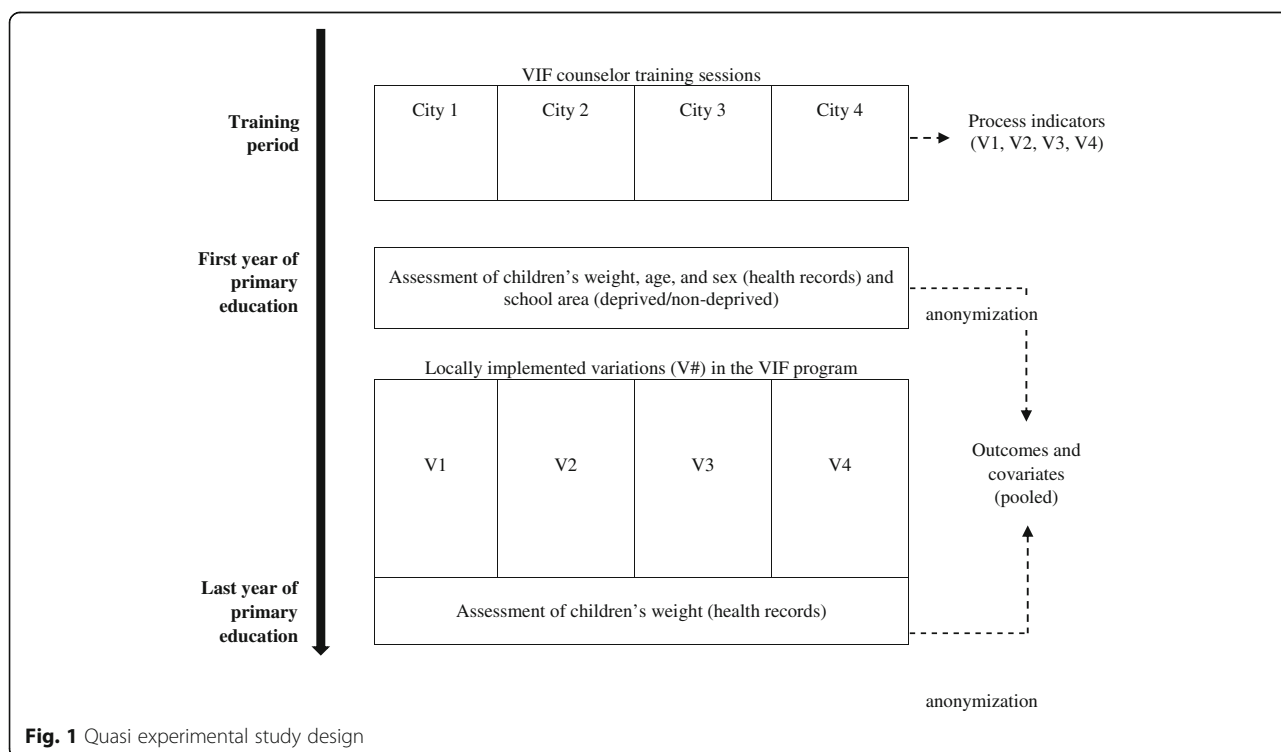 VIF counselor training sessions
City 1
City 2
City 3
City 4
Training
period
Process indicators
(V1, V2, V3, V4)
First year of
primary
education
Assessment of children's weight, age, and sex (health records) and
school area (deprived/non-deprived)
anonymization
Locally implemented variations (V#) in the VIF program
V1
V2
V3
V4
Outcomes and
covariates
(pooled)
Last year of
primary
education
Assessment of children's weight (health records)
anonymization
Fig. 1 Quasi experimental study design